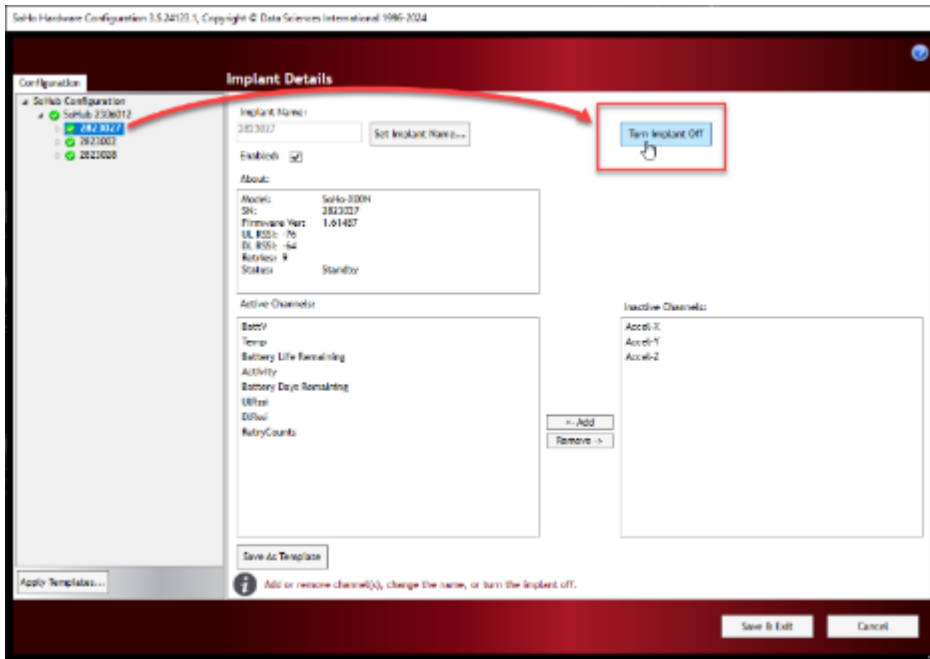 SoHo Hardware Configuration 3.5.24123.1, Copyright © Data Sciences International 1996-2024
Configuration
Implant Details
SoHub Configuration
SoHub 2306012
2823027
2823002
2823028
Implant Name:
2823027
Set Implant Name...
Turn Implant Off
Enabled:
About:
Model: SoHo-X00N
SN: 2823027
Firmware Ver: 1.61487
UL RSSI: -76
DL RSSI: -64
Retries: 9
Status: Standby
Active Channels:
Inactive Channels:
BattV
Temp
Battery Life Remaining
Activity
Battery Days Remaining
UlRssi
DlRssi
RetryCounts
Accel-X
Accel-Y
Accel-Z
<- Add
Remove ->
Save As Template
Apply Templates...
Add or remove channel(s), change the name, or turn the implant off.
Save & Exit
Cancel